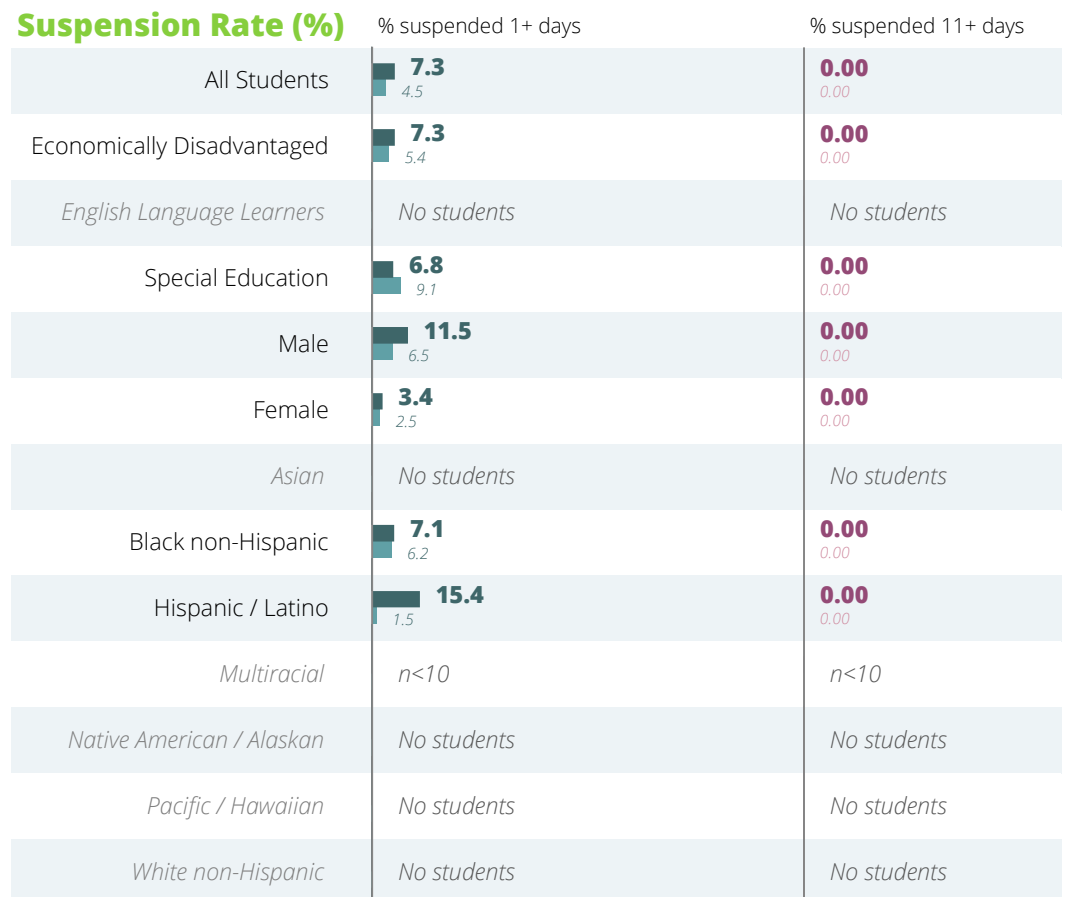 Suspension Rate (%) % suspended 1+ days % suspended 11+ days
All Students 7.3 0.00
4.5 0.00
Economically Disadvantaged 7.3 0.00
5.4 0.00
English Language Learners No students No students
Special Education 6.8 0.00
9.1 0.00
Male 11.5 0.00
6.5 0.00
Female 3.4 0.00
2.5 0.00
Asian No students No students
Black non-Hispanic 7.1 0.00
6.2 0.00
Hispanic / Latino 15.4 0.00
1.5 0.00
Multiracial n<10 n<10
Native American / Alaskan No students No students
Pacific / Hawaiian No students No students
White non-Hispanic No students No students